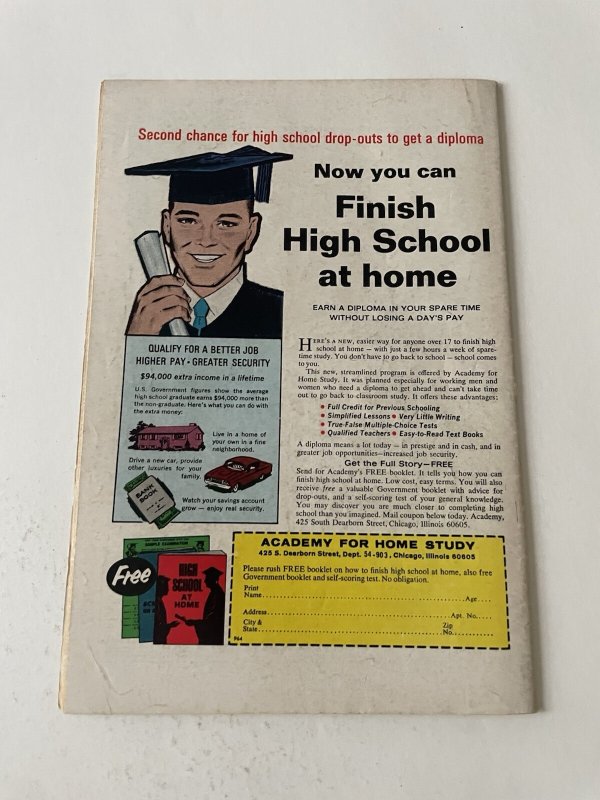 Second chance for high school drop-outs to get a diploma
Now you can
Finish
High School
at home
EARN A DIPLOMA IN YOUR SPARE TIME
WITHOUT LOSING A DAY'S PAY
QUALIFY FOR A BETTER JOB
HIGHER PAY • GREATER SECURITY
$94,000 extra income in a lifetime
U.S. Government figures show the average
high school graduate earns $94,000 more than
the non-graduate. Here's what you can do with
the extra money:
Live in a home of
your own in a fine
neighborhood.
Drive a new car, provide
other luxuries for your
family.
BANK
BOOK
Watch your savings account
grow — enjoy real security.
HERE'S A NEW, easier way for anyone over 17 to finish high
school at home — with just a few hours a week of spare-
time study. You don't have to go back to school — school comes
to you.
This new, streamlined program is offered by Academy for
Home Study. It was planned especially for working men and
women who need a diploma to get ahead and can't take time
out to go back to classroom study. It offers these advantages:
• Full Credit for Previous Schooling
• Simplified Lessons • Very Little Writing
• True-False Multiple-Choice Tests
• Qualified Teachers • Easy-to-Read Text Books
A diploma means a lot today — in prestige and in cash, and in
greater job opportunities—increased job security.
Get the Full Story—FREE
Send for Academy's FREE booklet. It tells you how you can
finish high school at home. Low cost, easy terms. You will also
receive free a valuable Government booklet with advice for
drop-outs, and a self-scoring test of your general knowledge.
You may discover you are much closer to completing high
school than you imagined. Mail coupon below today. Academy,
425 South Dearborn Street, Chicago, Illinois 60605.
Free
SAMPLE EXAMINATION
HIGH
SCHOOL
AT
HOME
ACADEMY FOR HOME STUDY
425 S. Dearborn Street, Dept. 54-903, Chicago, Illinois 60605
Please rush FREE booklet on how to finish high school at home, also free
Government booklet and self-scoring test. No obligation.
Print
Name Age
Address Apt. No.
City & Zip
State No.
P64